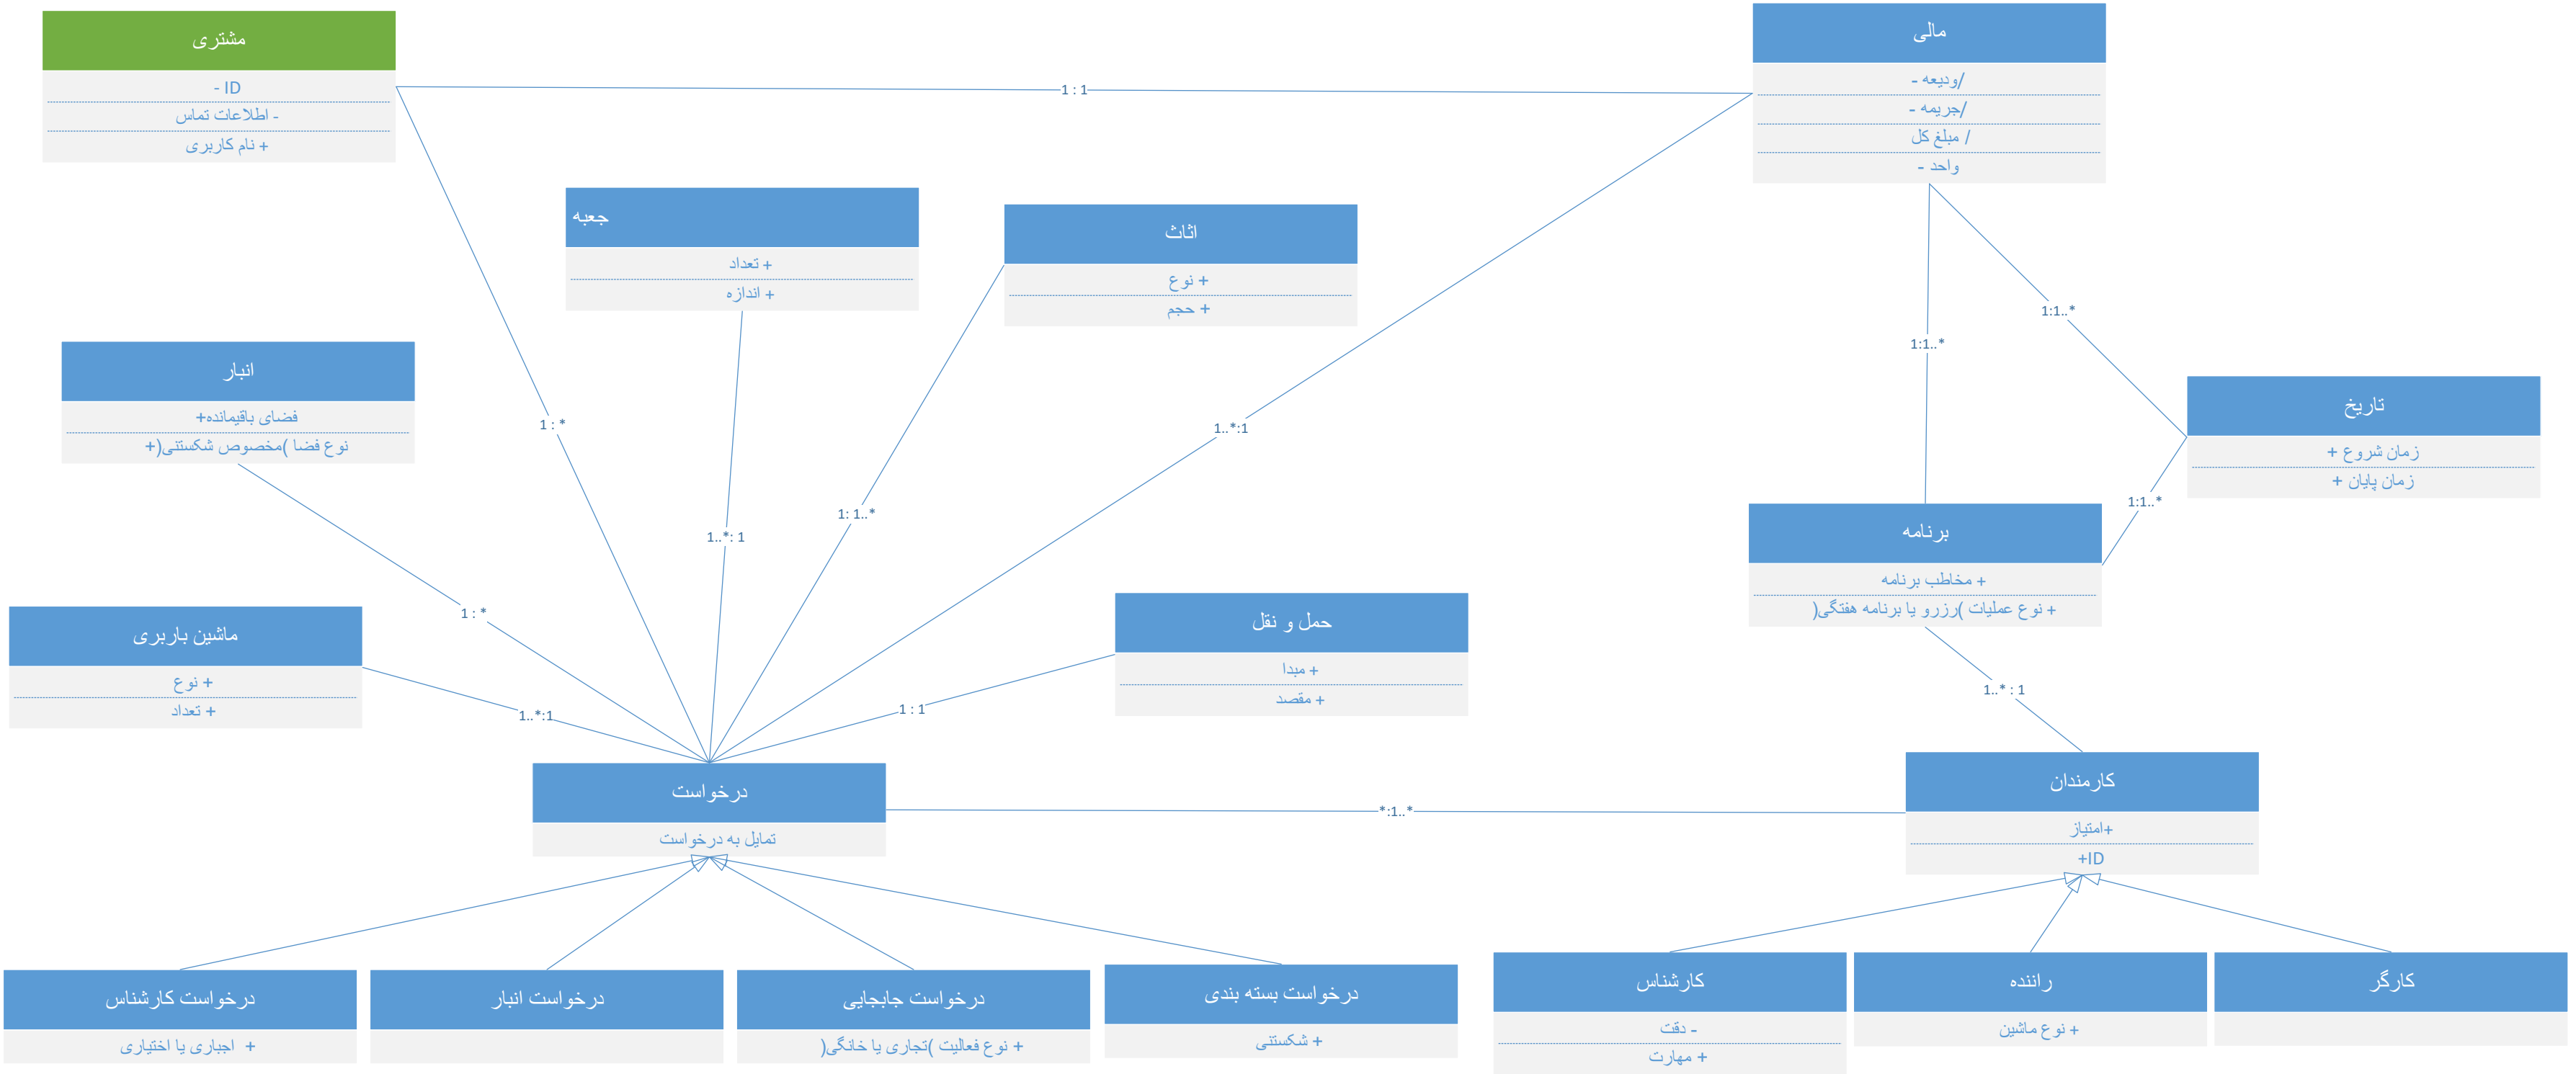 مشتری
- ID
- اطلاعات تماس
+ نام کاربری
مالی
/ودیعه -
/جریمه -
/ مبلغ کل
واحد -
1 : 1
جعبه
+ تعداد
+ اندازه
اثاث
+ نوع
+ حجم
انبار
فضای باقیمانده+
نوع فضا )مخصوص شکستنی(+
تاریخ
زمان شروع +
زمان پایان +
1:1..*
1:1..*
1 : *
1..*:1
1:1..*
1: 1..*
1..*: 1
برنامه
+ مخاطب برنامه
+ نوع عملیات )رزرو یا برنامه هفتگی(
ماشین باربری
+ نوع
+ تعداد
1 : *
حمل و نقل
+ مبدا
+ مقصد
1..*:1
1 : 1
1..* : 1
درخواست
تمایل به درخواست
*:1..*
کارمندان
+امتیاز
+ID
درخواست کارشناس
+ اجباری یا اختیاری
درخواست انبار
درخواست جابجایی
+ نوع فعالیت )تجاری یا خانگی(
درخواست بسته بندی
+ شکستنی
کارشناس
- دقت
+ مهارت
راننده
+ نوع ماشین
کارگر